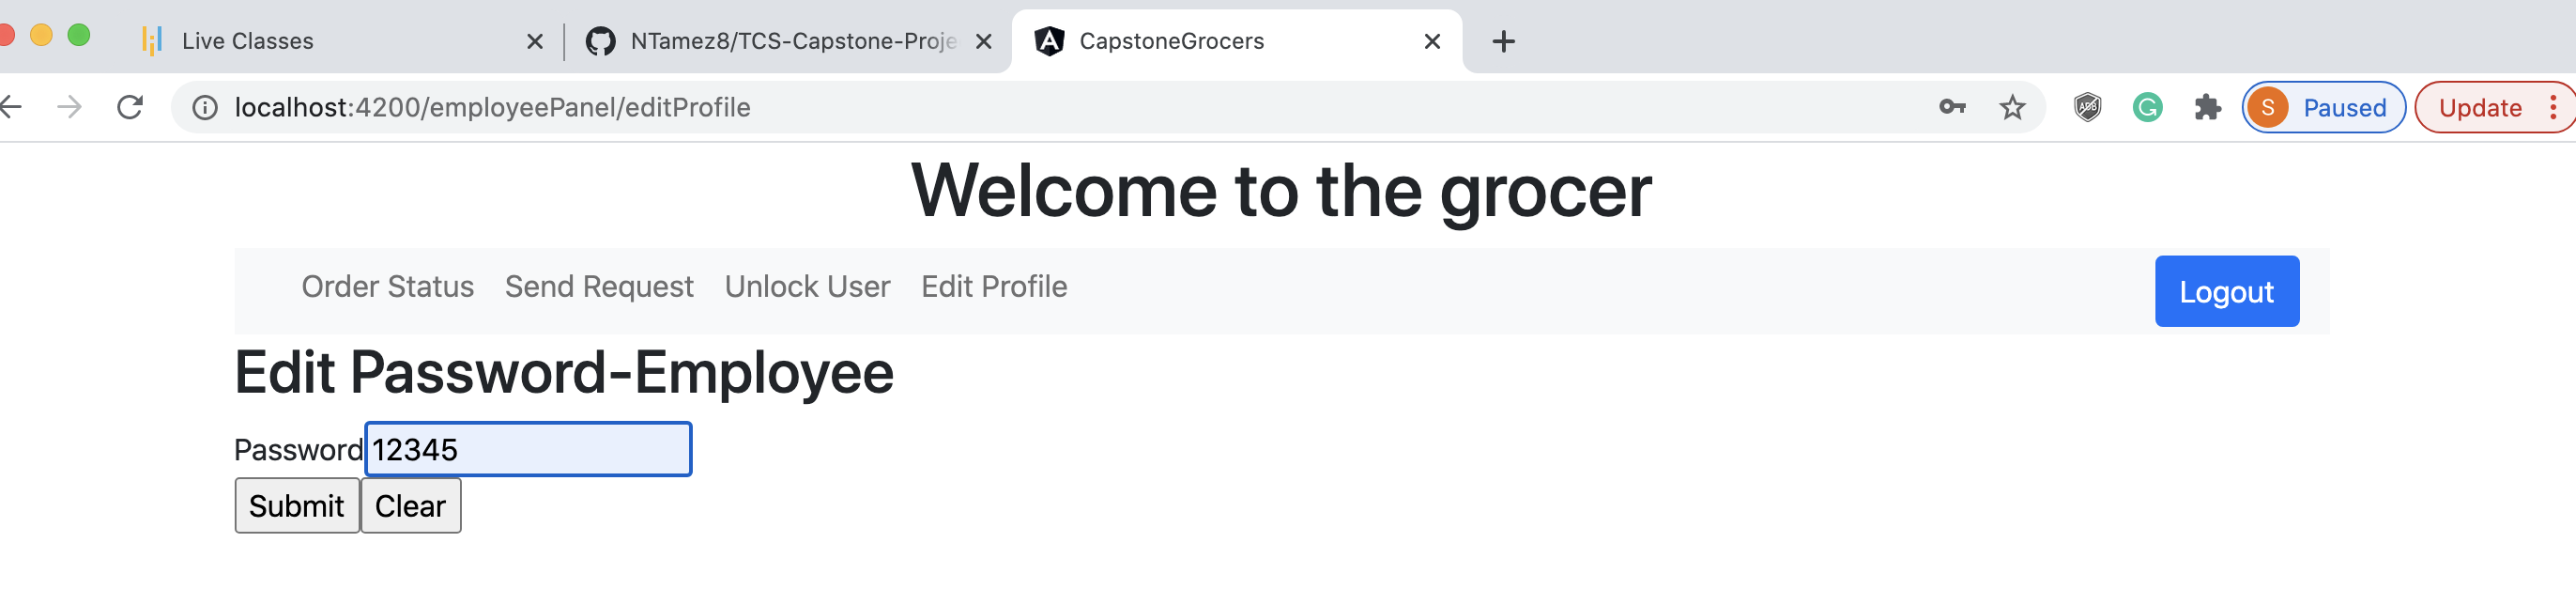 Live Classes NTamez8/TCS-Capstone-Proje CapstoneGrocers
localhost:4200/employeePanel/editProfile ADB G S Paused Update
Welcome to the grocer
Order Status Send Request Unlock User Edit Profile Logout
Edit Password-Employee
Password 12345
Submit Clear